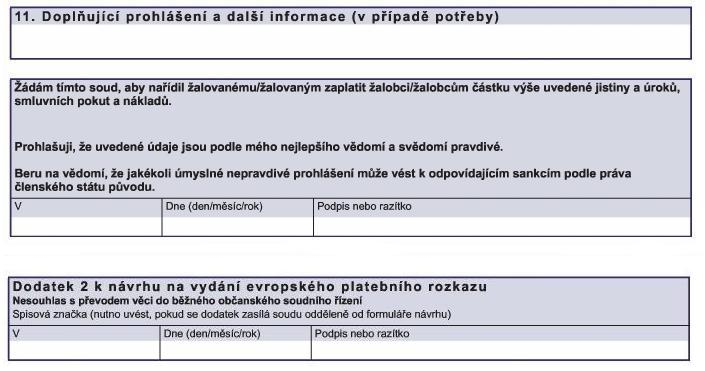 11. Doplňující prohlášení a další informace (v případě potřeby)
Žádám tímto soud, aby nařídil žalovanému/žalovaným zaplatit žalobci/žalobcům částku výše uvedené jistiny a úroků,
smluvních pokut a nákladů.
Prohlašuji, že uvedené údaje jsou podle mého nejlepšího vědomí a svědomí pravdivé.
Beru na vědomí, že jakékoli úmyslné nepravdivé prohlášení může vést k odpovídajícím sankcím podle práva
členského státu původu.
V Dne (den/měsíc/rok) Podpis nebo razítko
Dodatek 2 k návrhu na vydání evropského platebního rozkazu
Nesouhlas s převodem věci do běžného občanského soudního řízení
Spisová značka (nutno uvést, pokud se dodatek zasílá soudu odděleně od formuláře návrhu)
V Dne (den/měsíc/rok) Podpis nebo razítko